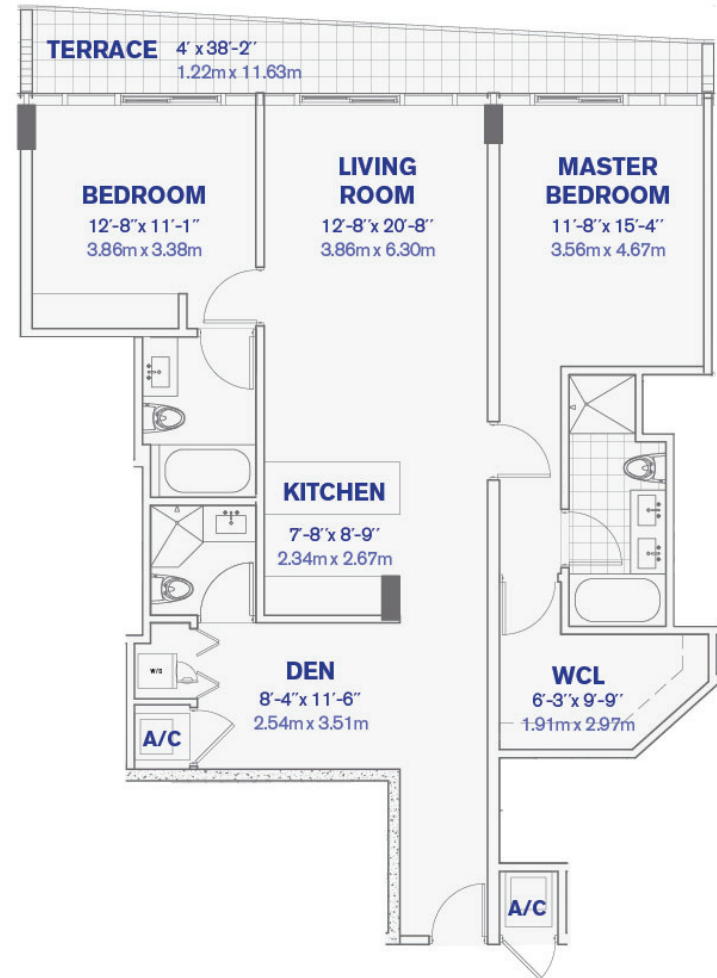 TERRACE 4' x 38'-2''
1.22m x 11.63m
BEDROOM
12'-8''x 11'-1''
3.86m x 3.38m
LIVING
ROOM
12'-8''x 20'-8''
3.86m x 6.30m
MASTER
BEDROOM
11'-8''x 15'-4''
3.56m x 4.67m
KITCHEN
7'-8''x 8'-9''
2.34m x 2.67m
W/D
DEN
8'-4''x 11'-6''
2.54m x 3.51m
WCL
6'-3''x 9'-9''
1.91m x 2.97m
A/C
A/C